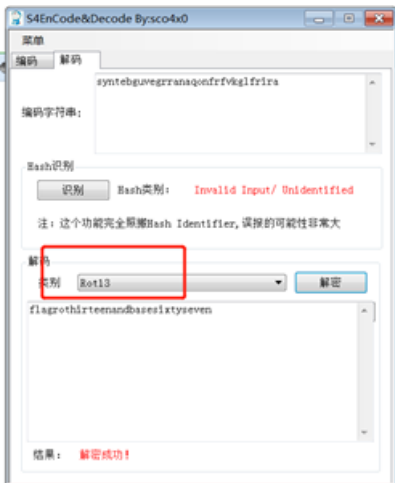 S4EnCode&Decode By:sco4x0
菜单
编码 解码
编码字符串:
syntebguvegrranaqonfrfvkglfrira
Hash识别
识别 Hash类别: Invalid Input/ Unidentified
注:这个功能完全照搬Hash Identifier,误报的可能性非常大
解码
类别 Rot13 解密
flagrothirteenandbasesixtyseven
结果: 解密成功!